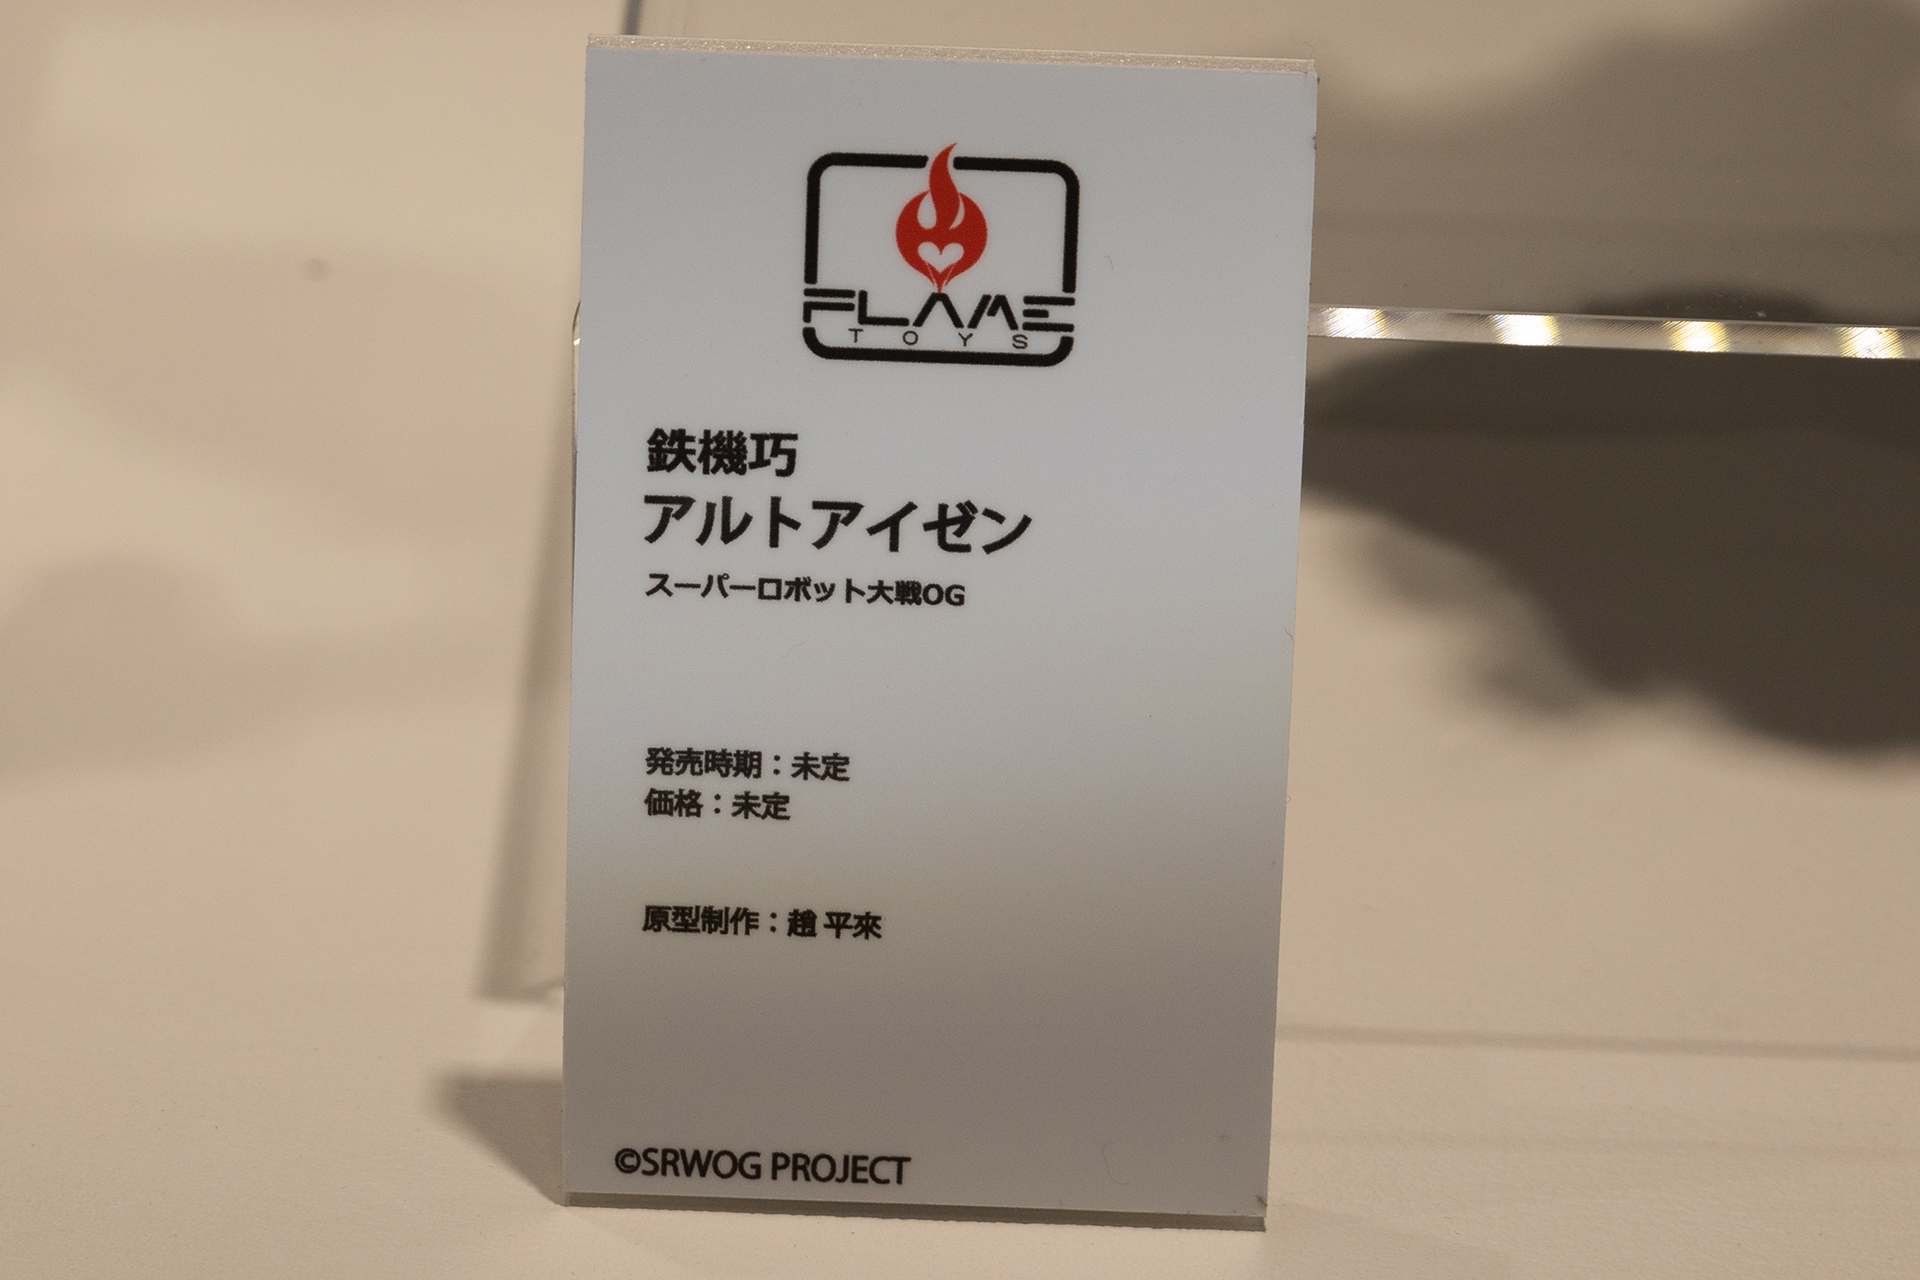 FLAME
TOYS
鉄機巧
アルトアイゼン
スーパーロボット大戦OG
発売時期：未定
価格：未定
原型制作：趙 平來
©SRWOG PROJECT